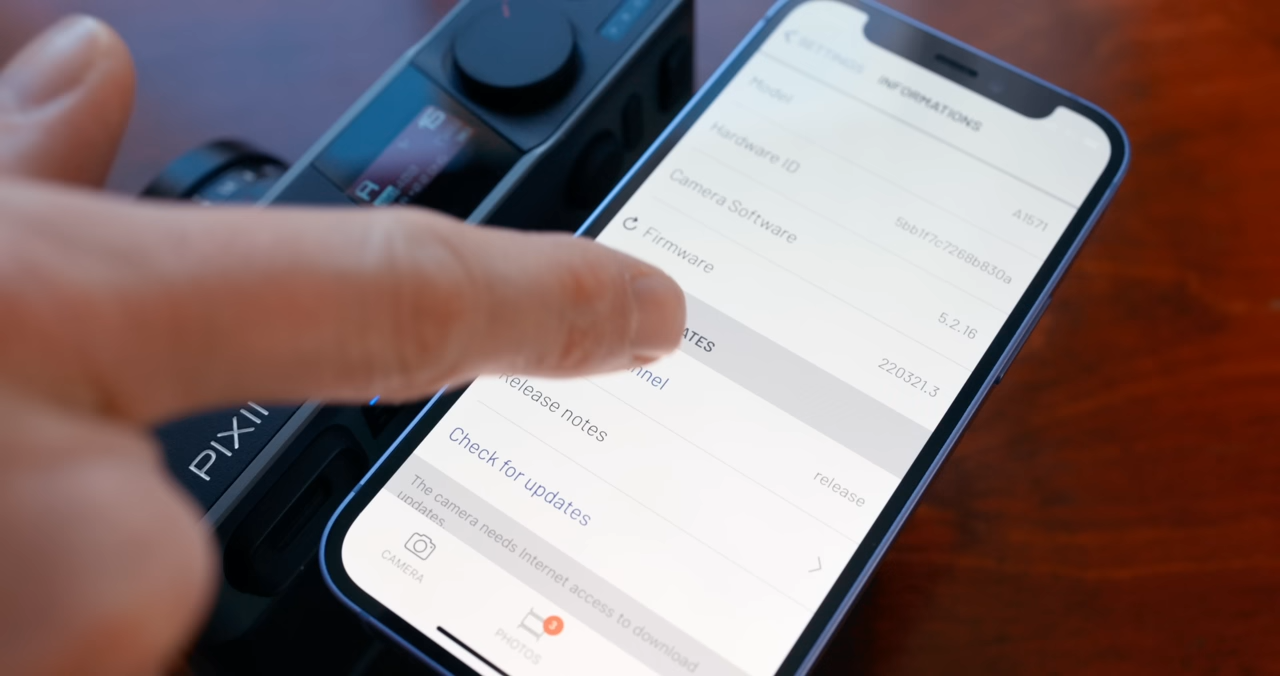 SETTINGS
INFORMATIONS
Model
A1571
Hardware ID
5bb1f7c7268b830a
Camera Software
5.2.16
Firmware
220321.3
ATES
nnel
release
Release notes
Check for updates
The camera needs Internet access to download
updates.
CAMERA
PHOTOS
3
PIXII